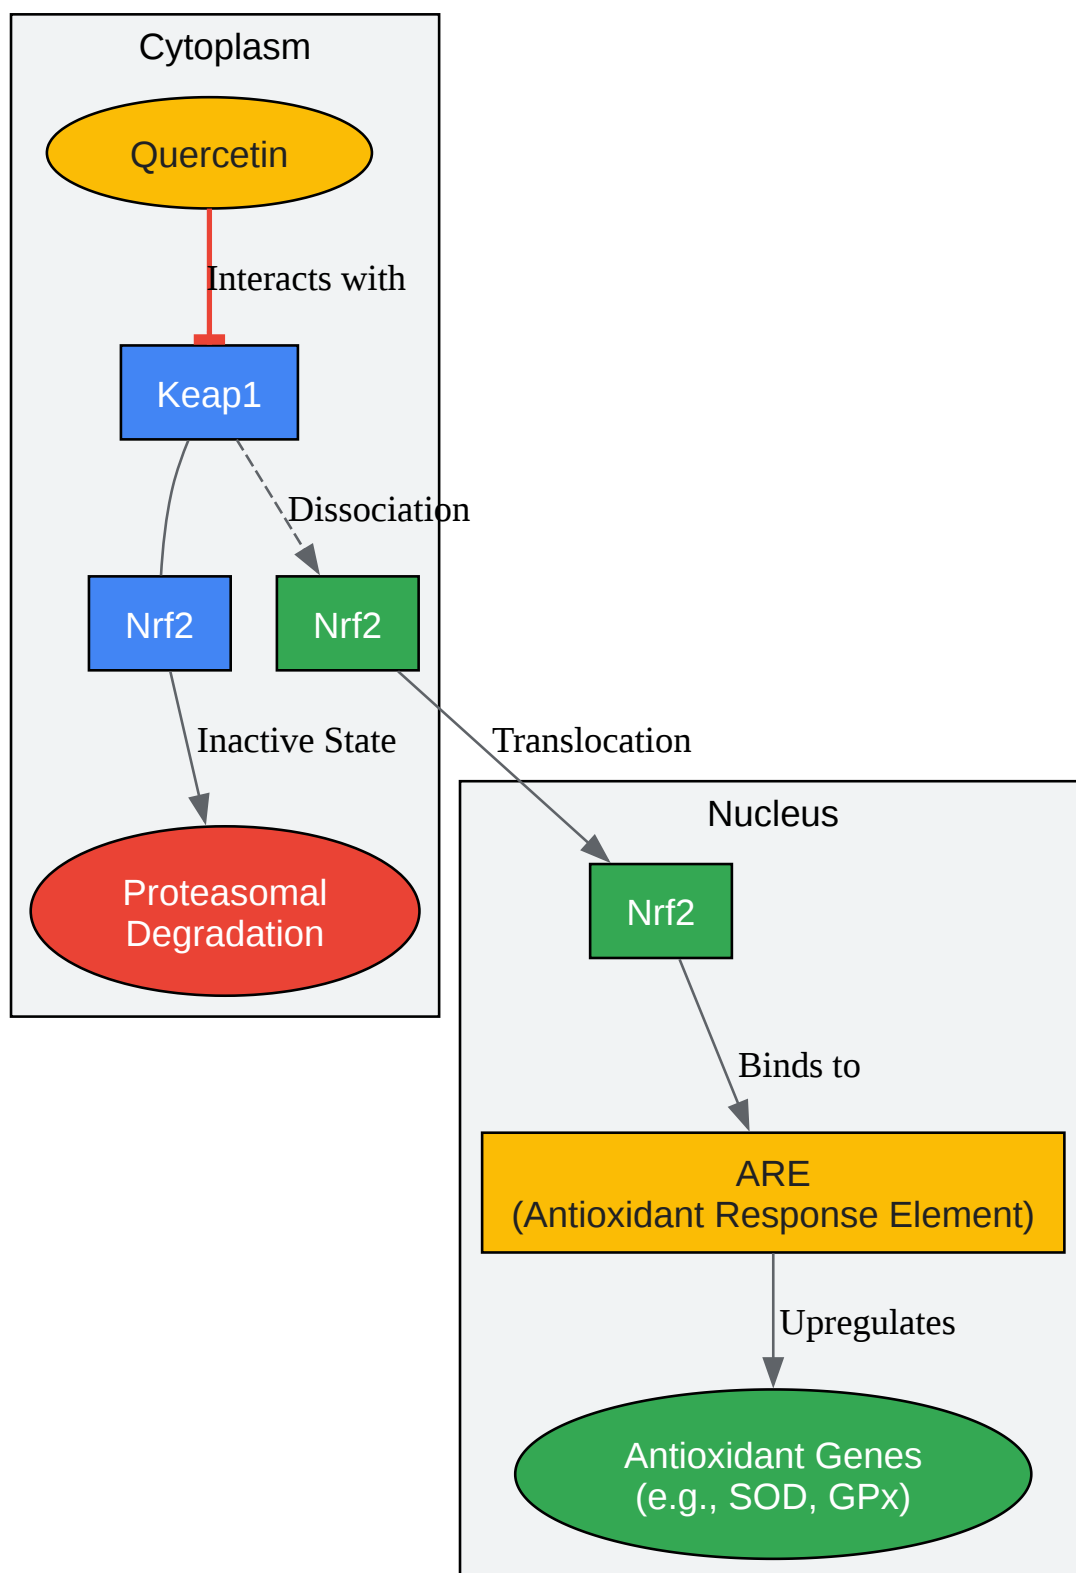 Cytoplasm
Quercetin
Interacts with
Keap1
Dissociation
Nrf2
Nrf2
Inactive State
Translocation
Proteasomal
Degradation
Nucleus
Nrf2
Binds to
ARE
(Antioxidant Response Element)
Upregulates
Antioxidant Genes
(e.g., SOD, GPx)